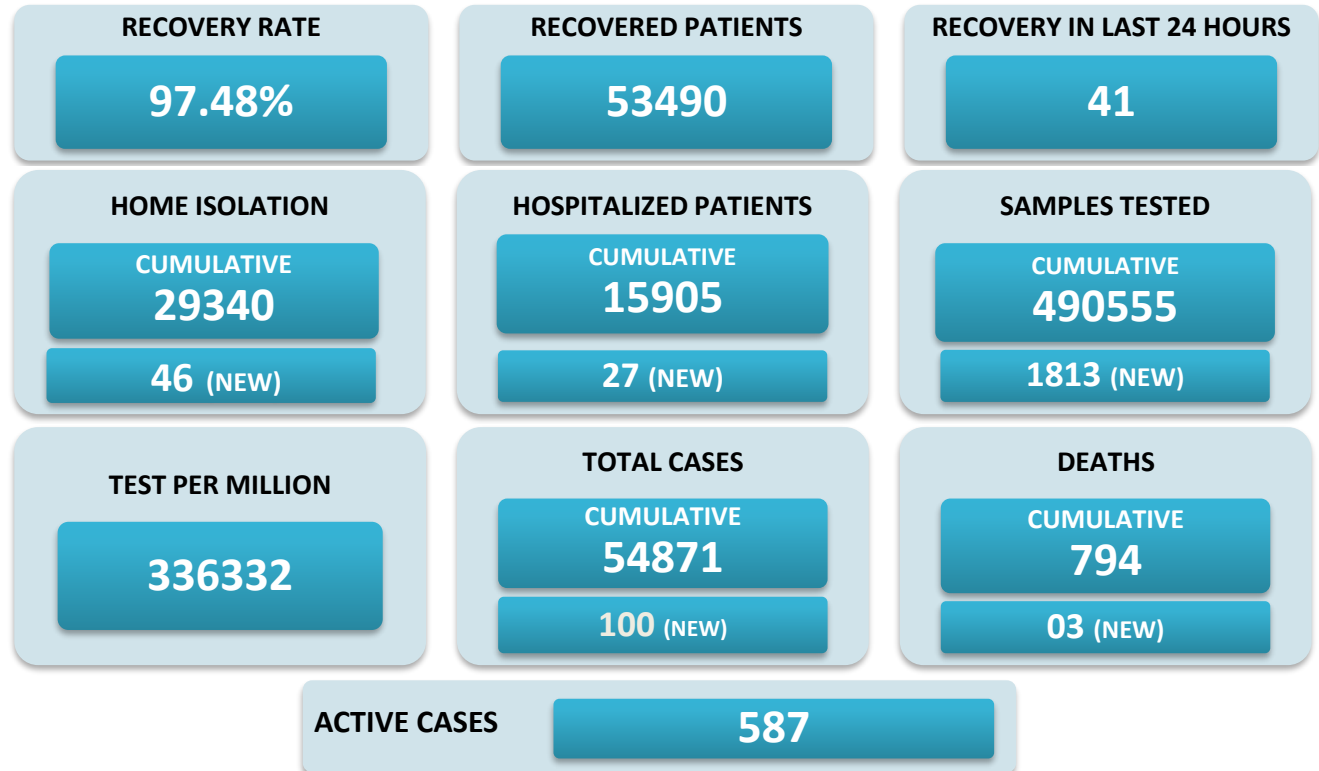 RECOVERY RATE
97.48%
RECOVERED PATIENTS
53490
RECOVERY IN LAST 24 HOURS
41
HOME ISOLATION
CUMULATIVE
29340
46 (NEW)
HOSPITALIZED PATIENTS
CUMULATIVE
15905
27 (NEW)
SAMPLES TESTED
CUMULATIVE
490555
1813 (NEW)
TEST PER MILLION
336332
TOTAL CASES
CUMULATIVE
54871
100 (NEW)
DEATHS
CUMULATIVE
794
03 (NEW)
ACTIVE CASES
587